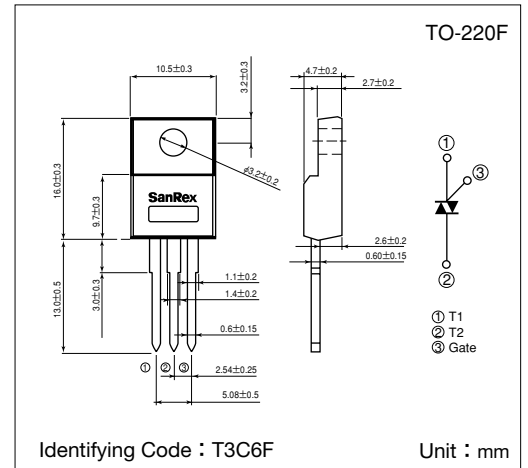 TO-220F
10.5±0.3
3.2±0.3
4.7±0.2
2.7±0.2
φ3.2±0.2
16.0±0.3
9.7±0.3
SanRex
13.0±0.5
3.0±0.3
1.1±0.2
1.4±0.2
0.6±0.15
① ② ③
2.54±0.25
5.08±0.5
2.6±0.2
0.60±0.15
①
③
②
① T1
② T2
③ Gate
Identifying Code：T3C6F
Unit：mm